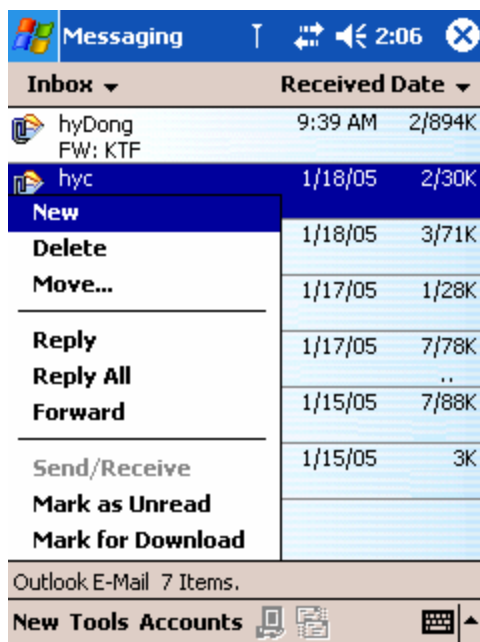 Messaging 2:06
Inbox Received Date
hyDong 9:39 AM 2/894K
FW: KTF
hyc 1/18/05 2/30K
New
Delete 1/18/05 3/71K
Move... 1/17/05 1/28K
Reply 1/17/05 7/78K
Reply All
Forward 1/15/05 7/88K
Send/Receive 1/15/05 3K
Mark as Unread
Mark for Download
Outlook E-Mail 7 Items.
New Tools Accounts